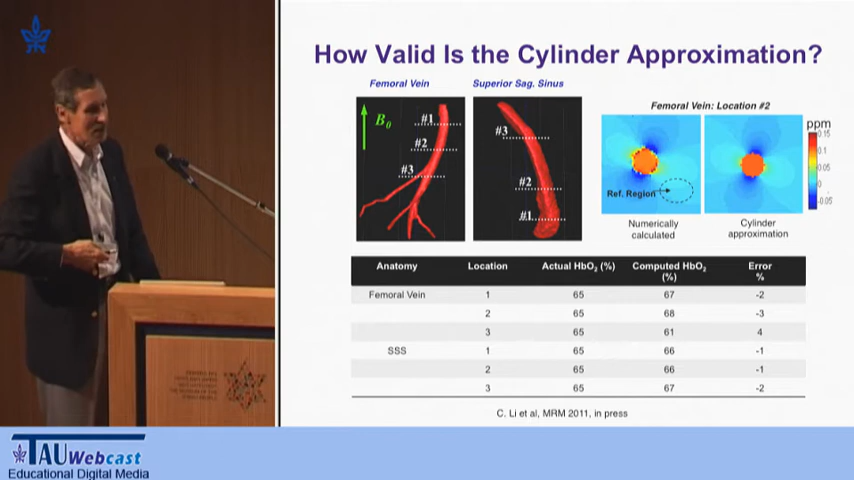 How Valid Is the Cylinder Approximation?
Femoral Vein
Superior Sag. Sinus
B₀
#1
#2
#3
#3
#2
#1
Femoral Vein: Location #2
ppm
0.15
0.1
0.05
0
-0.05
Ref. Region
Numerically calculated
Cylinder approximation
Anatomy Location Actual HbO₂ (%) Computed HbO₂ (%) Error %
Femoral Vein 1 65 67 -2
2 65 68 -3
3 65 61 4
SSS 1 65 66 -1
2 65 66 -1
3 65 67 -2
C. Li et al, MRM 2011, in press
TAU Webcast
Educational Digital Media